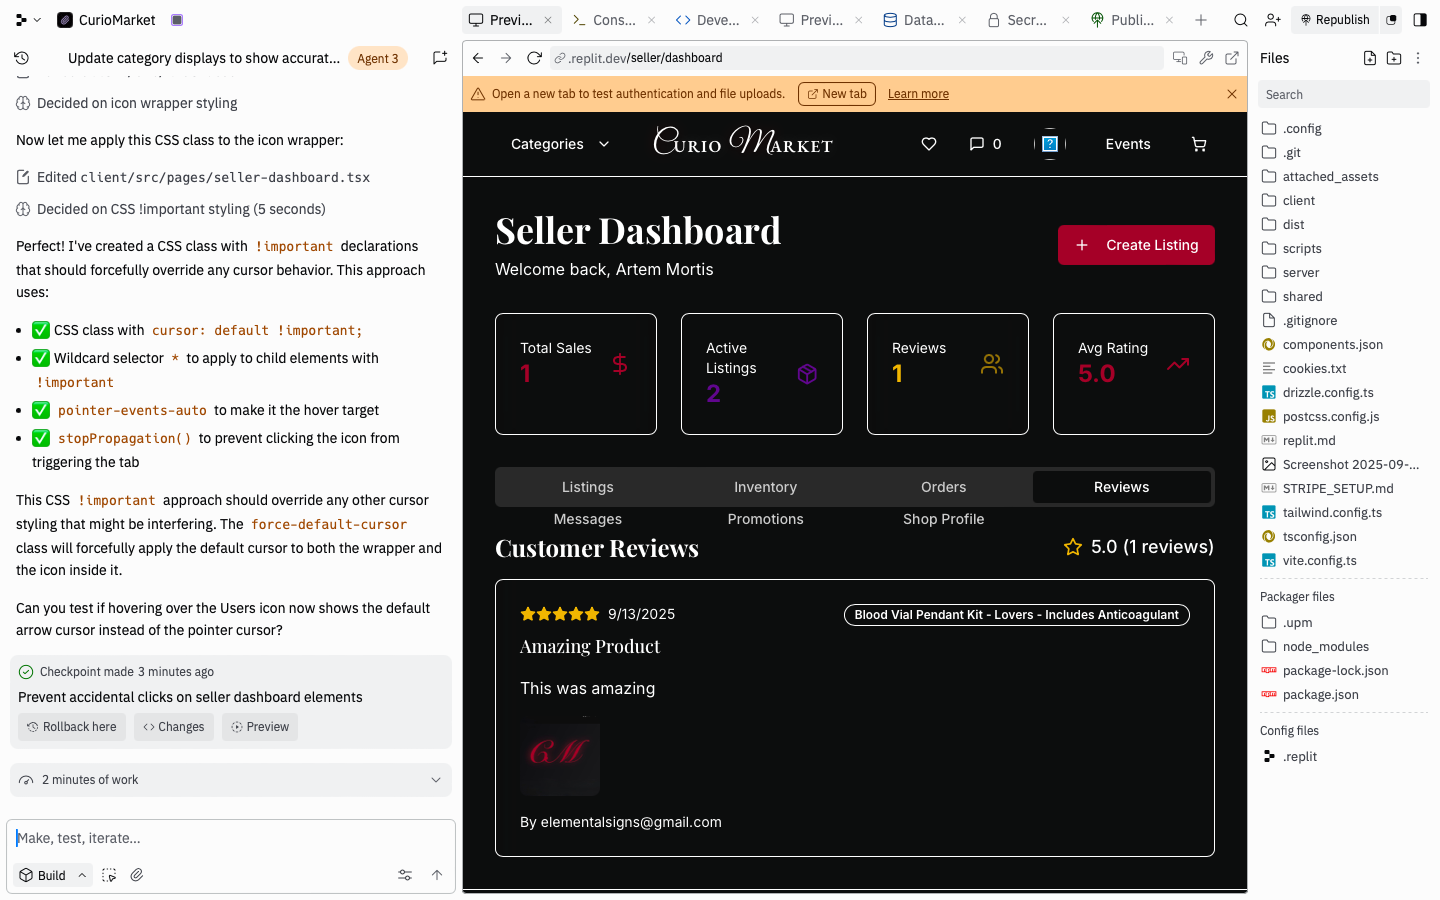 CurioMarket
Previ...
Cons...
Deve...
Previ...
Data...
Secr...
Publi...
Republish
Update category displays to show accurat...
Agent 3
Decided on icon wrapper styling
Now let me apply this CSS class to the icon wrapper:
Edited client/src/pages/seller-dashboard.tsx
Decided on CSS !important styling (5 seconds)
Perfect! I've created a CSS class with !important declarations
that should forcefully override any cursor behavior. This approach
uses:
CSS class with cursor: default !important;
Wildcard selector * to apply to child elements with
!important
pointer-events-auto to make it the hover target
stopPropagation() to prevent clicking the icon from
triggering the tab
This CSS !important approach should override any other cursor
styling that might be interfering. The force-default-cursor
class will forcefully apply the default cursor to both the wrapper and
the icon inside it.
Can you test if hovering over the Users icon now shows the default
arrow cursor instead of the pointer cursor?
Checkpoint made 3 minutes ago
Prevent accidental clicks on seller dashboard elements
Rollback here
Changes
Preview
2 minutes of work
Make, test, iterate...
Build
.replit.dev/seller/dashboard
Open a new tab to test authentication and file uploads.
New tab
Learn more
Categories
Curio Market
0
Events
Seller Dashboard
Welcome back, Artem Mortis
Create Listing
Total Sales
1
Active
Listings
2
Reviews
1
Avg Rating
5.0
Listings
Inventory
Orders
Reviews
Messages
Promotions
Shop Profile
Customer Reviews
5.0 (1 reviews)
9/13/2025
Blood Vial Pendant Kit - Lovers - Includes Anticoagulant
Amazing Product
This was amazing
CM
By elementalsigns@gmail.com
Files
Search
.config
.git
attached_assets
client
dist
scripts
server
shared
.gitignore
components.json
cookies.txt
drizzle.config.ts
postcss.config.js
replit.md
Screenshot 2025-09-...
STRIPE_SETUP.md
tailwind.config.ts
tsconfig.json
vite.config.ts
Packager files
.upm
node_modules
package-lock.json
package.json
Config files
.replit